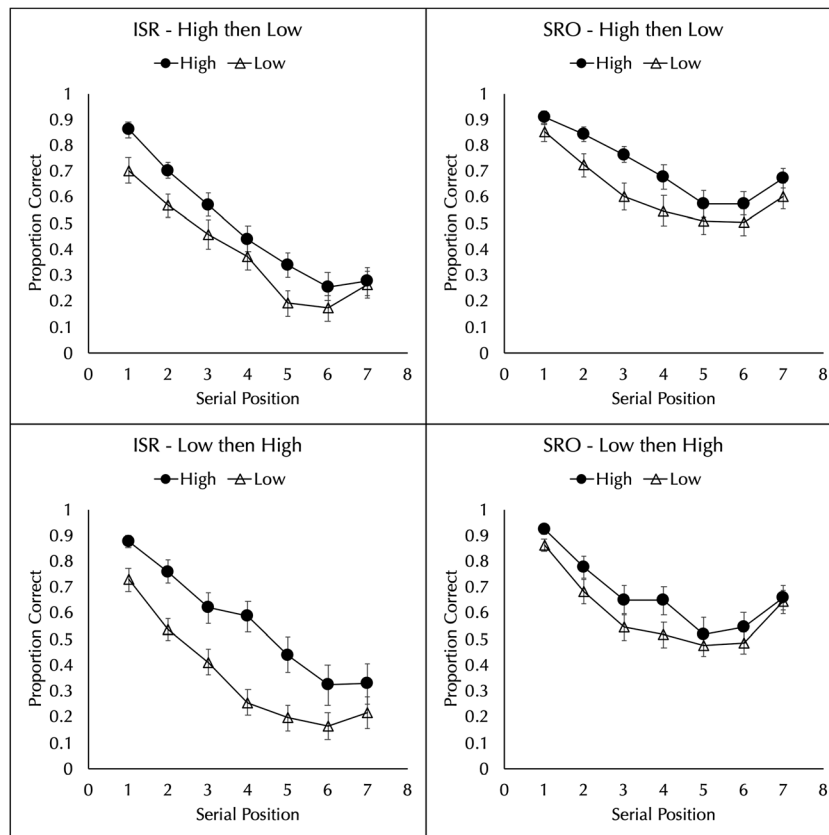 ISR - High then Low
High Low
Proportion Correct
1
0.9
0.8
0.7
0.6
0.5
0.4
0.3
0.2
0.1
0
0 1 2 3 4 5 6 7 8
Serial Position
SRO - High then Low
High Low
Proportion Correct
1
0.9
0.8
0.7
0.6
0.5
0.4
0.3
0.2
0.1
0
0 1 2 3 4 5 6 7 8
Serial Position
ISR - Low then High
High Low
Proportion Correct
1
0.9
0.8
0.7
0.6
0.5
0.4
0.3
0.2
0.1
0
0 1 2 3 4 5 6 7 8
Serial Position
SRO - Low then High
High Low
Proportion Correct
1
0.9
0.8
0.7
0.6
0.5
0.4
0.3
0.2
0.1
0
0 1 2 3 4 5 6 7 8
Serial Position